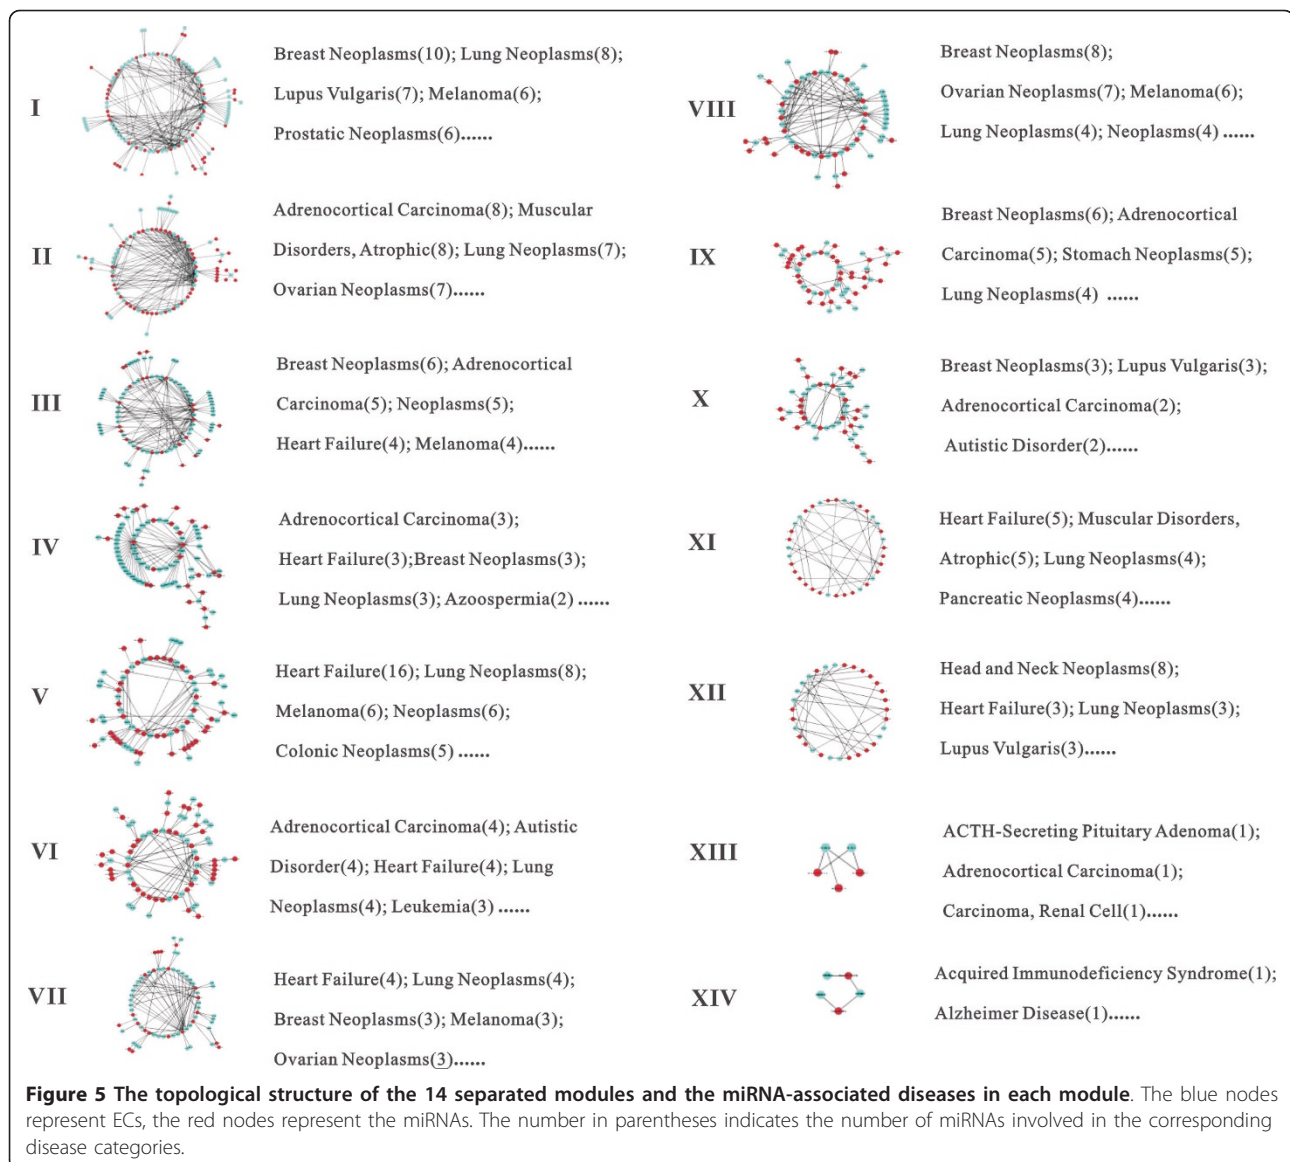 I
Breast Neoplasms(10); Lung Neoplasms(8);
Lupus Vulgaris(7); Melanoma(6);
Prostatic Neoplasms(6)......
II
Adrenocortical Carcinoma(8); Muscular
Disorders, Atrophic(8); Lung Neoplasms(7);
Ovarian Neoplasms(7)......
III
Breast Neoplasms(6); Adrenocortical
Carcinoma(5); Neoplasms(5);
Heart Failure(4); Melanoma(4)......
IV
Adrenocortical Carcinoma(3);
Heart Failure(3);Breast Neoplasms(3);
Lung Neoplasms(3); Azoospermia(2) ......
V
Heart Failure(16); Lung Neoplasms(8);
Melanoma(6); Neoplasms(6);
Colonic Neoplasms(5) ......
VI
Adrenocortical Carcinoma(4); Autistic
Disorder(4); Heart Failure(4); Lung
Neoplasms(4); Leukemia(3) ......
VII
Heart Failure(4); Lung Neoplasms(4);
Breast Neoplasms(3); Melanoma(3);
Ovarian Neoplasms(3)......
VIII
Breast Neoplasms(8);
Ovarian Neoplasms(7); Melanoma(6);
Lung Neoplasms(4); Neoplasms(4) ......
IX
Breast Neoplasms(6); Adrenocortical
Carcinoma(5); Stomach Neoplasms(5);
Lung Neoplasms(4) ......
X
Breast Neoplasms(3); Lupus Vulgaris(3);
Adrenocortical Carcinoma(2);
Autistic Disorder(2)......
XI
Heart Failure(5); Muscular Disorders,
Atrophic(5); Lung Neoplasms(4);
Pancreatic Neoplasms(4)......
XII
Head and Neck Neoplasms(8);
Heart Failure(3); Lung Neoplasms(3);
Lupus Vulgaris(3)......
XIII
ACTH-Secreting Pituitary Adenoma(1);
Adrenocortical Carcinoma(1);
Carcinoma, Renal Cell(1)......
XIV
Acquired Immunodeficiency Syndrome(1);
Alzheimer Disease(1)......
Figure 5 The topological structure of the 14 separated modules and the miRNA-associated diseases in each module. The blue nodes
represent ECs, the red nodes represent the miRNAs. The number in parentheses indicates the number of miRNAs involved in the corresponding
disease categories.